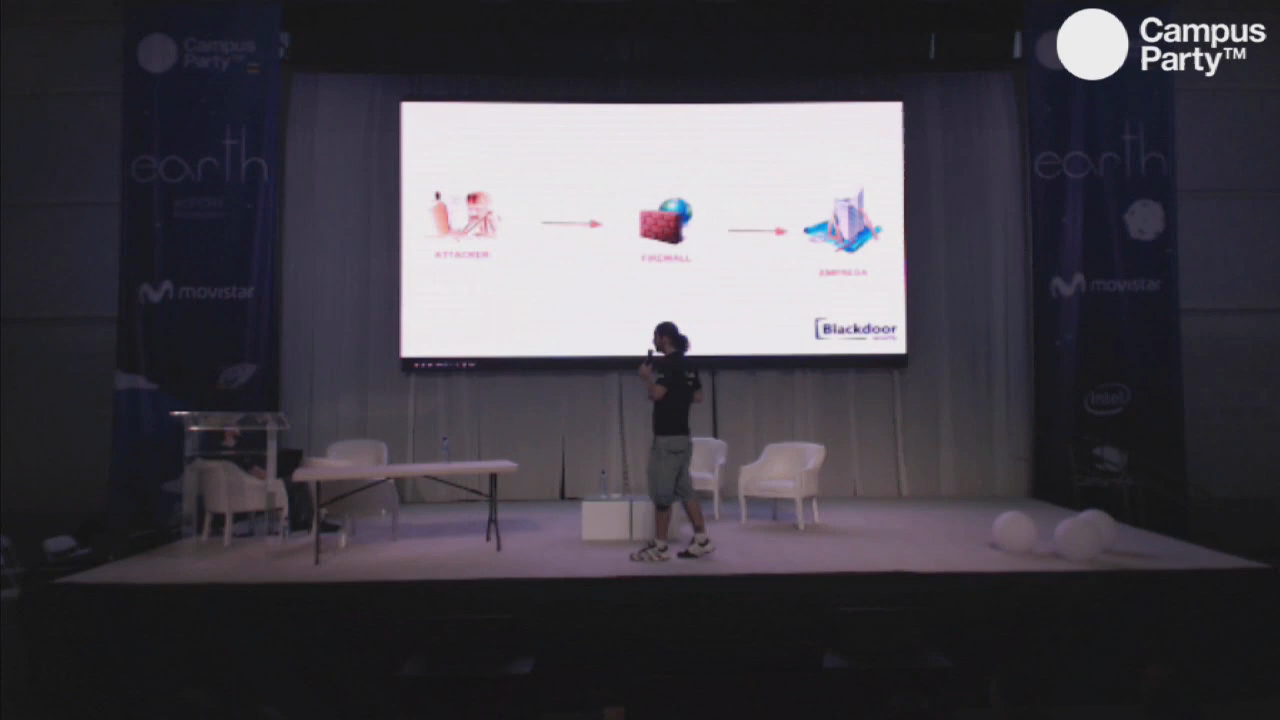 Campus
Party™
Campus
Party
earth
movistar
ATTACKER
FIREWALL
EMPRESA
Blackdoor
earth
movistar
intel